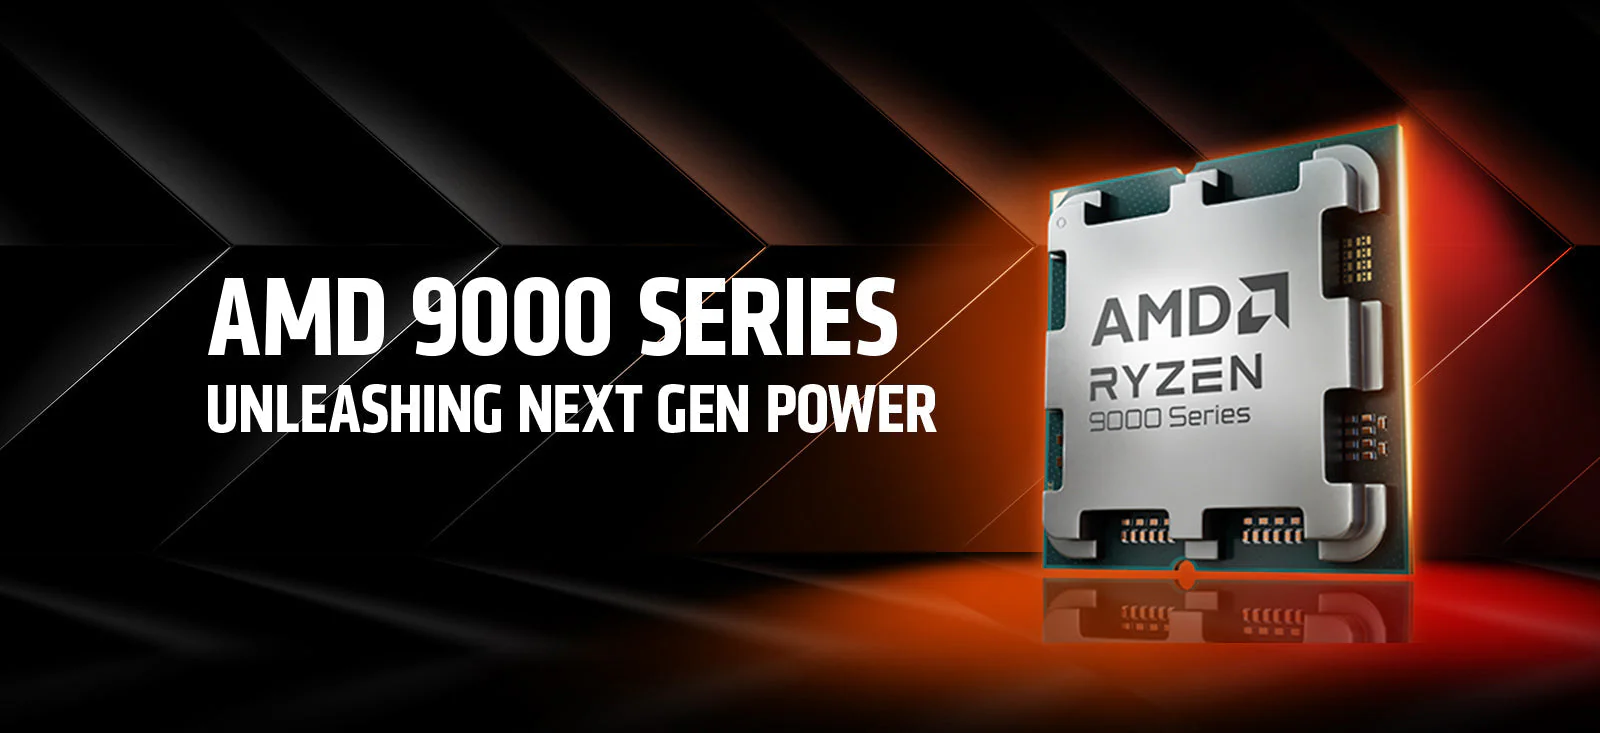 AMD 9000 SERIES
UNLEASHING NEXT GEN POWER
AMD
RYZEN
9000 Series